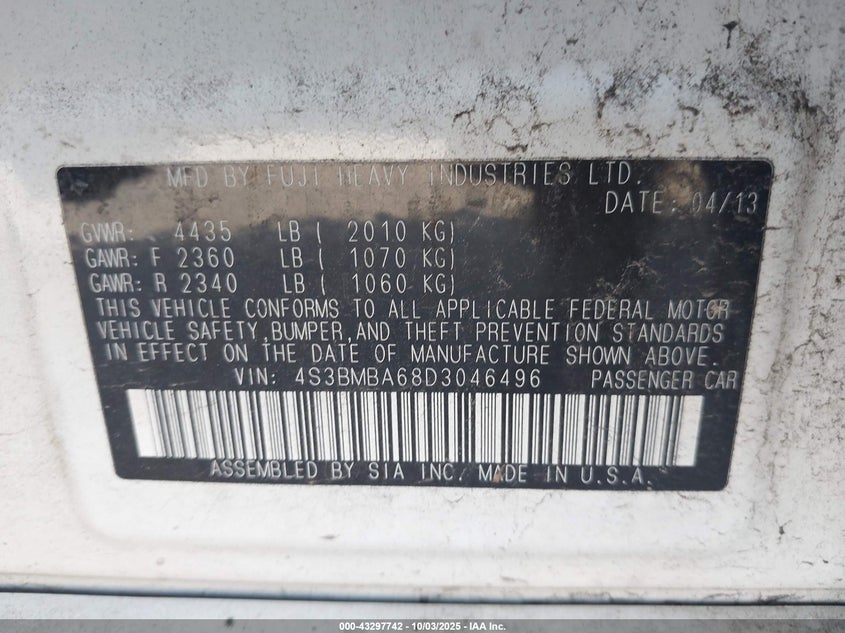 MFD BY FUJI HEAVY INDUSTRIES LTD.
DATE: 04/13
GVWR: 4435 LB ( 2010 KG)
GAWR: F 2360 LB ( 1070 KG)
GAWR: R 2340 LB ( 1060 KG)
THIS VEHICLE CONFORMS TO ALL APPLICABLE FEDERAL MOTOR
VEHICLE SAFETY,BUMPER,AND THEFT PREVENTION STANDARDS
IN EFFECT ON THE DATE OF MANUFACTURE SHOWN ABOVE.
VIN: 4S3BMBA68D3046496 PASSENGER CAR
ASSEMBLED BY SIA INC. MADE IN U.S.A.
000-43297742 - 10/03/2025 - IAA Inc.